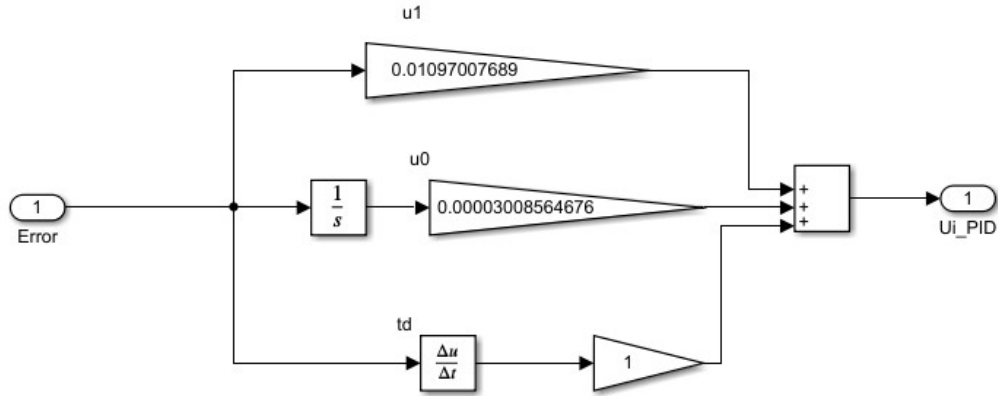 u1
0.01097007689
u0
1
Error
1
s
0.00003008564676
+
+
+
1
Ui_PID
td
Δu
Δt
1